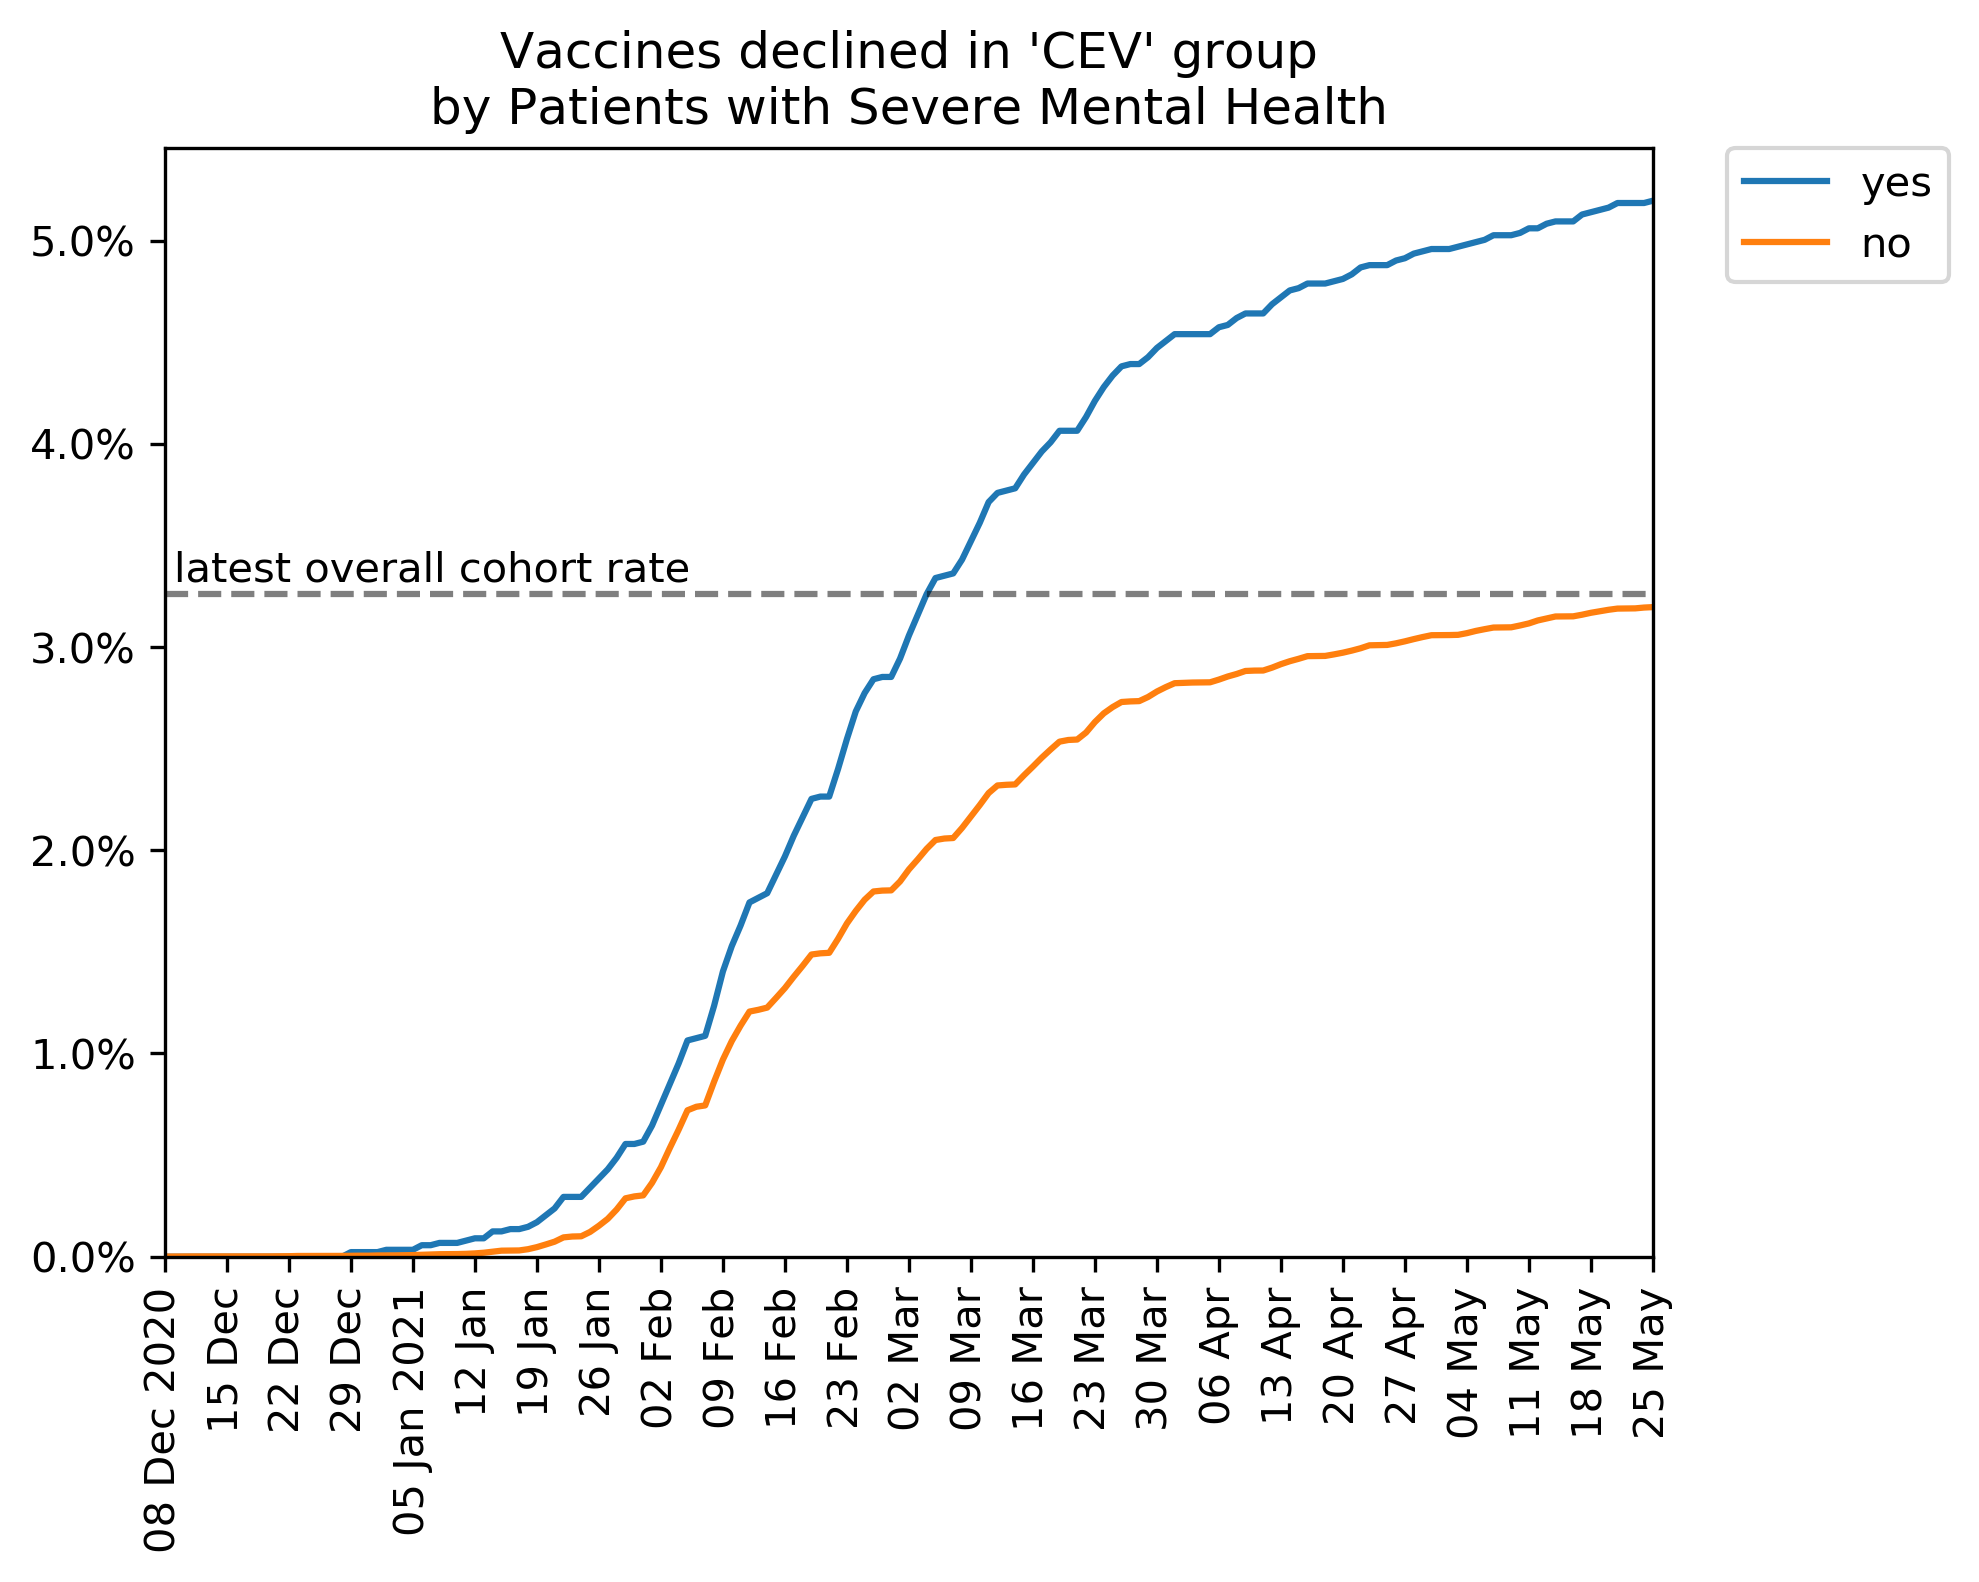 Vaccines declined in 'CEV' group
by Patients with Severe Mental Health
yes
no
5.0%
4.0%
latest overall cohort rate
3.0%
2.0%
1.0%
0.0%
08 Dec 2020
15 Dec
22 Dec
29 Dec
05 Jan 2021
12 Jan
19 Jan
26 Jan
02 Feb
09 Feb
16 Feb
23 Feb
02 Mar
09 Mar
16 Mar
23 Mar
30 Mar
06 Apr
13 Apr
20 Apr
27 Apr
04 May
11 May
18 May
25 May